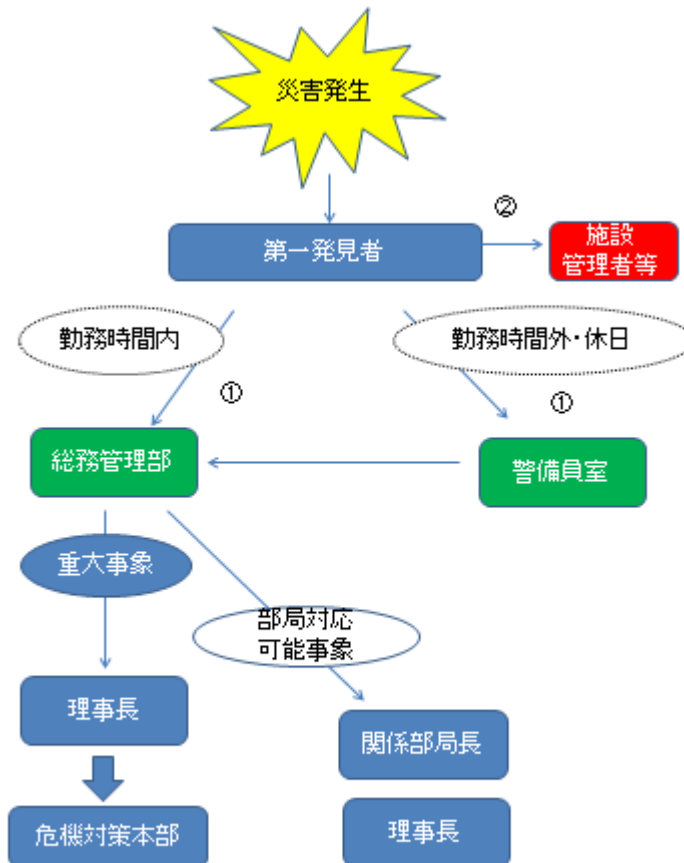 災害発生
②
第一発見者
施設
管理者等
勤務時間内
勤務時間外・休日
①
①
総務管理部
警備員室
重大事象
部局対応
可能事象
理事長
関係部局長
危機対策本部
理事長